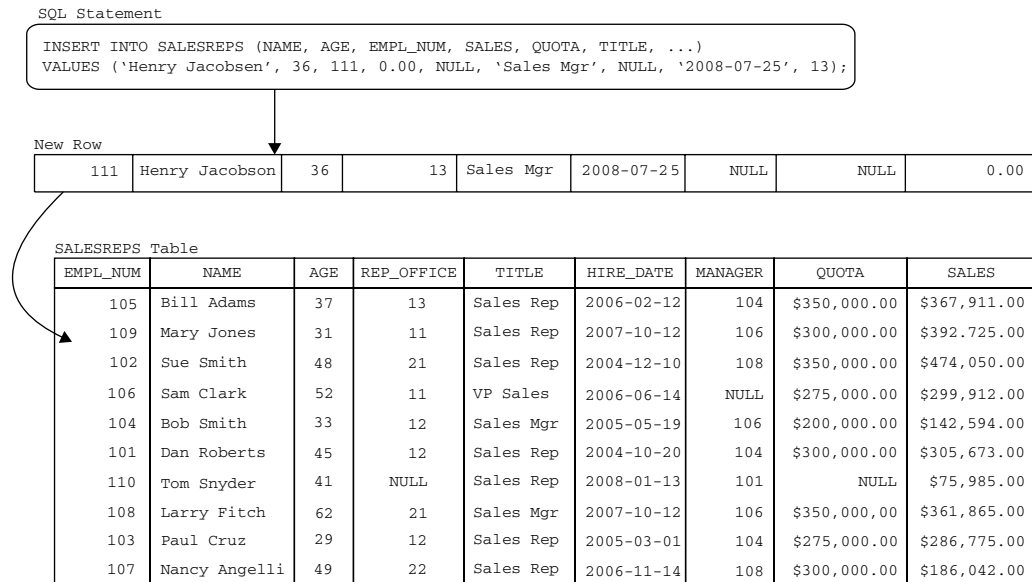 SQL Statement
INSERT INTO SALESREPS (NAME, AGE, EMPL_NUM, SALES, QUOTA, TITLE, ...)
VALUES (‘Henry Jacobsen’, 36, 111, 0.00, NULL, ‘Sales Mgr’, NULL, ‘2008-07-25’, 13);
New Row
111 Henry Jacobson 36 13 Sales Mgr 2008-07-25 NULL NULL 0.00
SALESREPS Table
EMPL_NUM NAME AGE REP_OFFICE TITLE HIRE_DATE MANAGER QUOTA SALES
105 Bill Adams 37 13 Sales Rep 2006-02-12 104 $350,000.00 $367,911.00
109 Mary Jones 31 11 Sales Rep 2007-10-12 106 $300,000.00 $392.725.00
102 Sue Smith 48 21 Sales Rep 2004-12-10 108 $350,000.00 $474,050.00
106 Sam Clark 52 11 VP Sales 2006-06-14 NULL $275,000.00 $299,912.00
104 Bob Smith 33 12 Sales Mgr 2005-05-19 106 $200,000.00 $142,594.00
101 Dan Roberts 45 12 Sales Rep 2004-10-20 104 $300,000.00 $305,673.00
110 Tom Snyder 41 NULL Sales Rep 2008-01-13 101 NULL $75,985.00
108 Larry Fitch 62 21 Sales Mgr 2007-10-12 106 $350,000,00 $361,865.00
103 Paul Cruz 29 12 Sales Rep 2005-03-01 104 $275,000.00 $286,775.00
107 Nancy Angelli 49 22 Sales Rep 2006-11-14 108 $300,000.00 $186,042.00